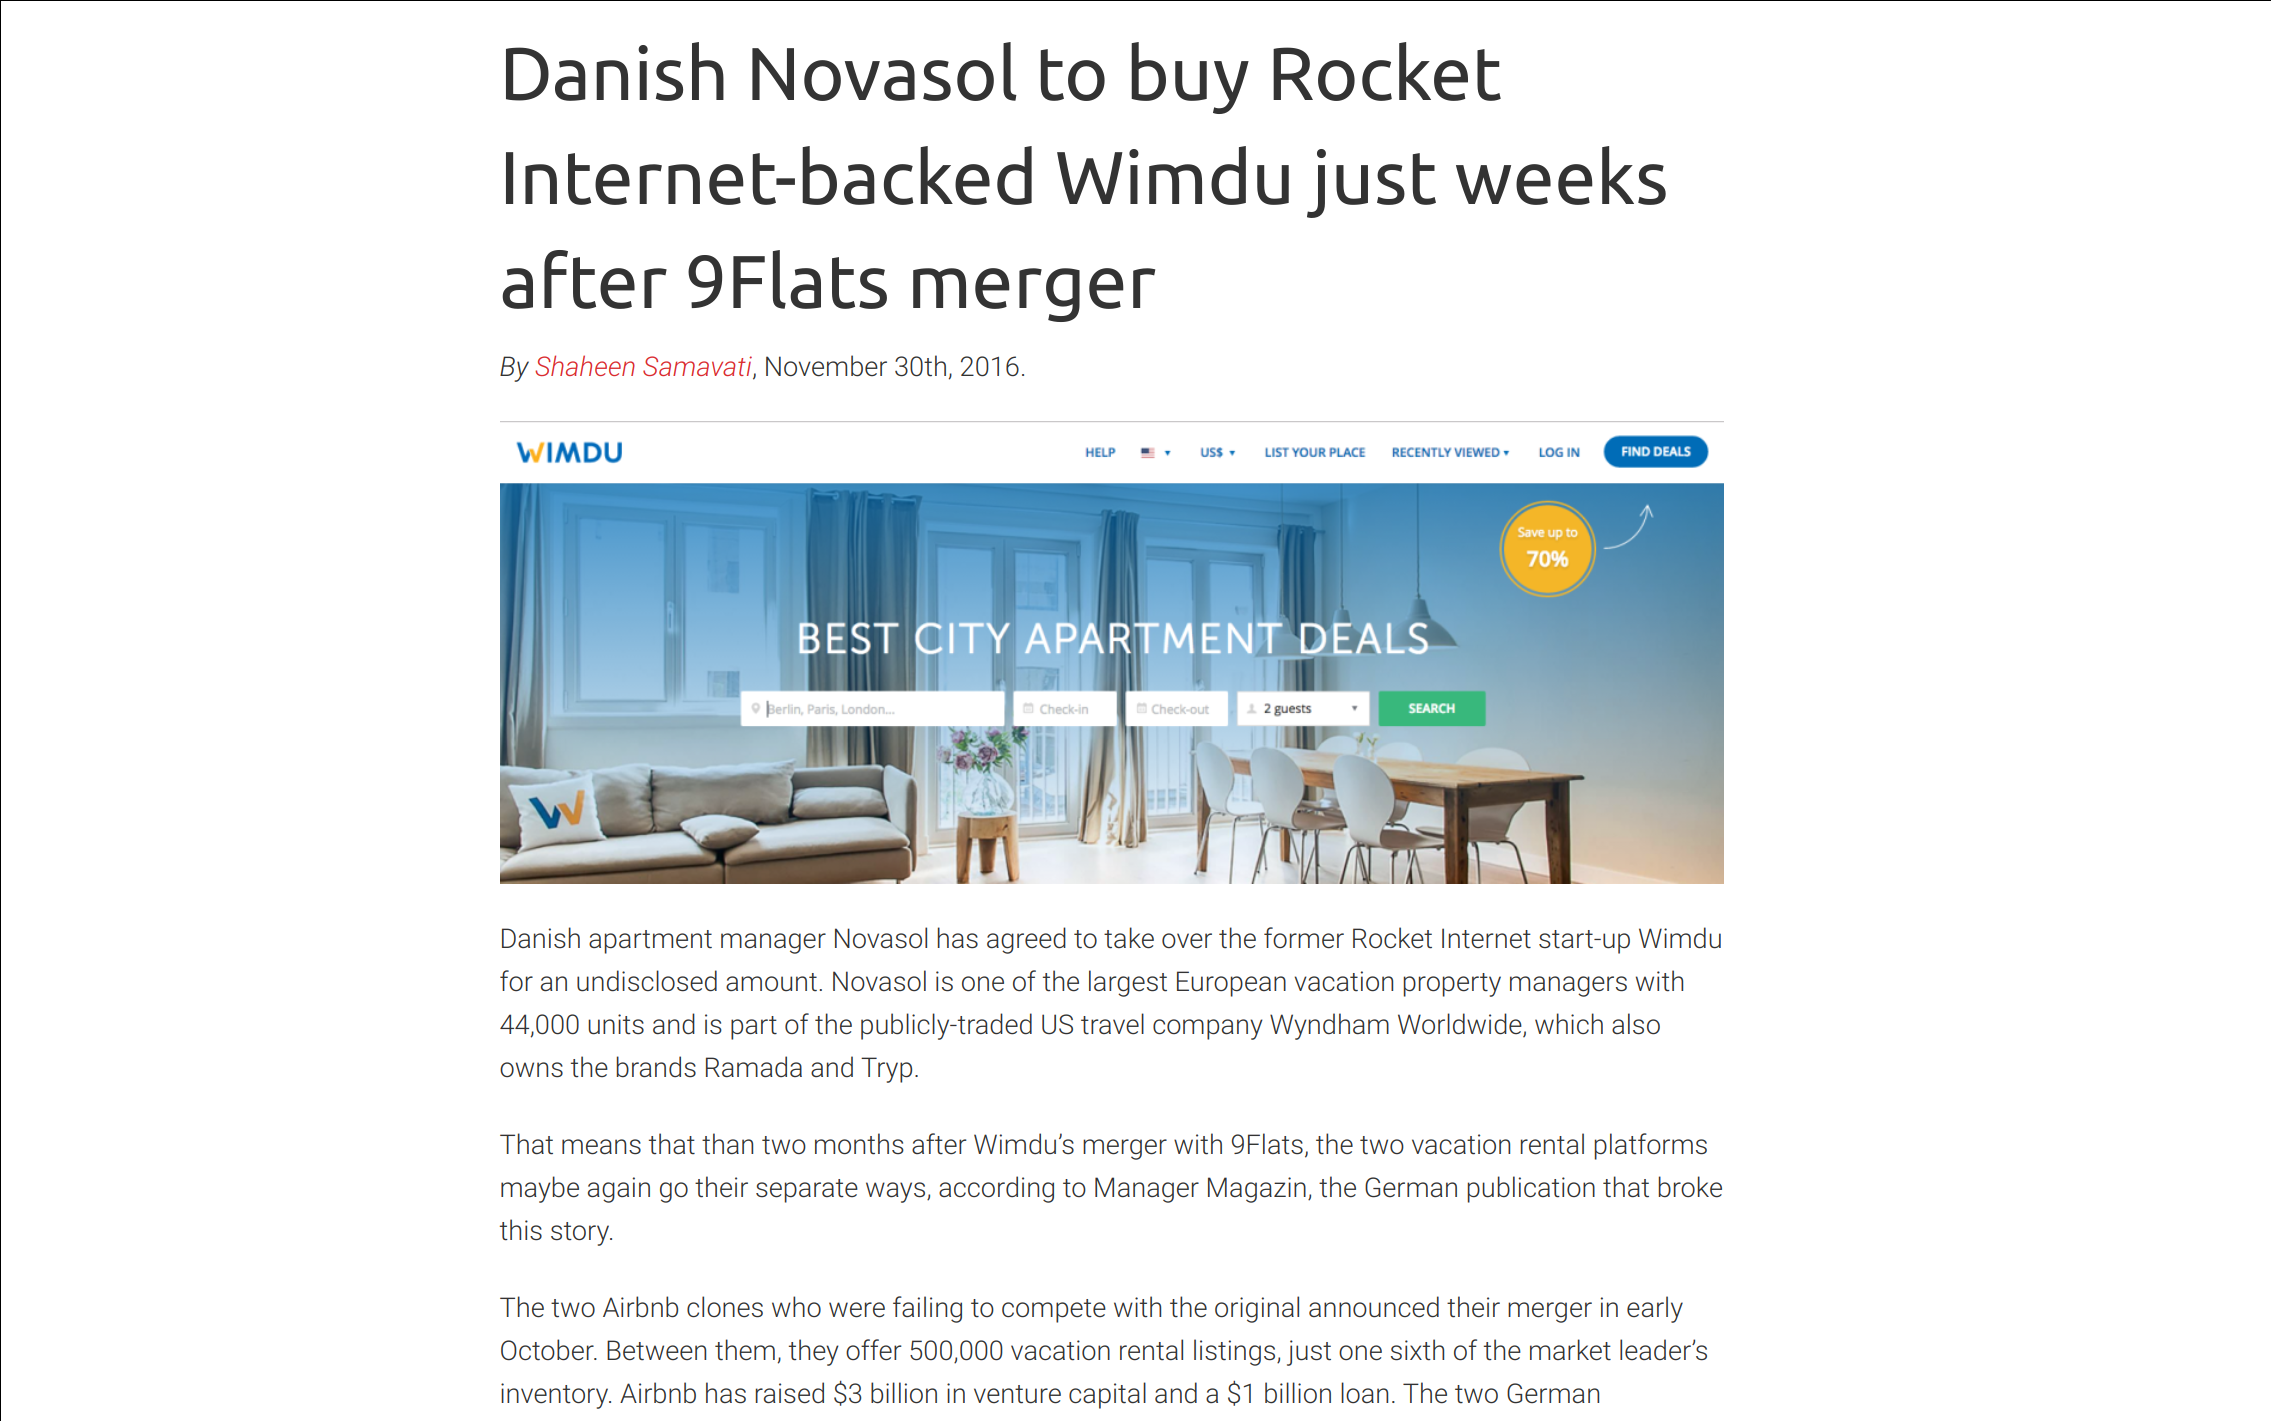 Danish Novasol to buy Rocket
Internet-backed Wimdu just weeks
after 9Flats merger
By Shaheen Samavati, November 30th, 2016.
WIMDU
HELP
US$
LIST YOUR PLACE
RECENTLY VIEWED
LOG IN
FIND DEALS
Save up to
70%
BEST CITY APARTMENT DEALS
Berlin, Paris, London...
Check-in
Check-out
2 guests
SEARCH
W
Danish apartment manager Novasol has agreed to take over the former Rocket Internet start-up Wimdu
for an undisclosed amount. Novasol is one of the largest European vacation property managers with
44,000 units and is part of the publicly-traded US travel company Wyndham Worldwide, which also
owns the brands Ramada and Tryp.
That means that than two months after Wimdu’s merger with 9Flats, the two vacation rental platforms
maybe again go their separate ways, according to Manager Magazin, the German publication that broke
this story.
The two Airbnb clones who were failing to compete with the original announced their merger in early
October. Between them, they offer 500,000 vacation rental listings, just one sixth of the market leader’s
inventory. Airbnb has raised $3 billion in venture capital and a $1 billion loan. The two German